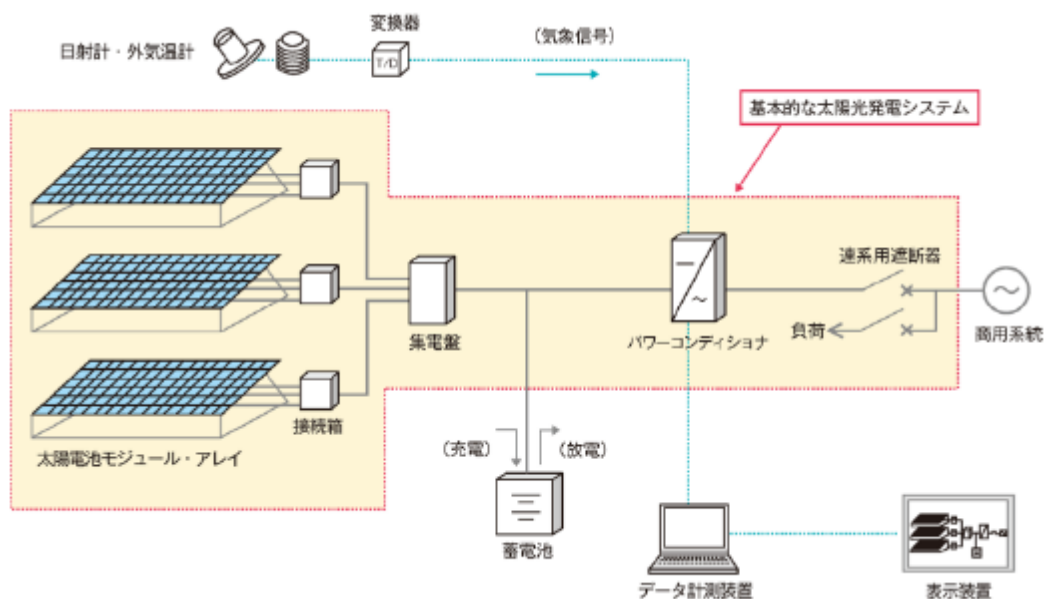 変換器
(気象信号)
日射計・外気温計
T/D
基本的な太陽光発電システム
連系用遮断器
集電盤
パワーコンディショナ
負荷
商用系統
接続箱
太陽電池モジュール・アレイ
(充電)
(放電)
蓄電池
データ計測装置
表示装置